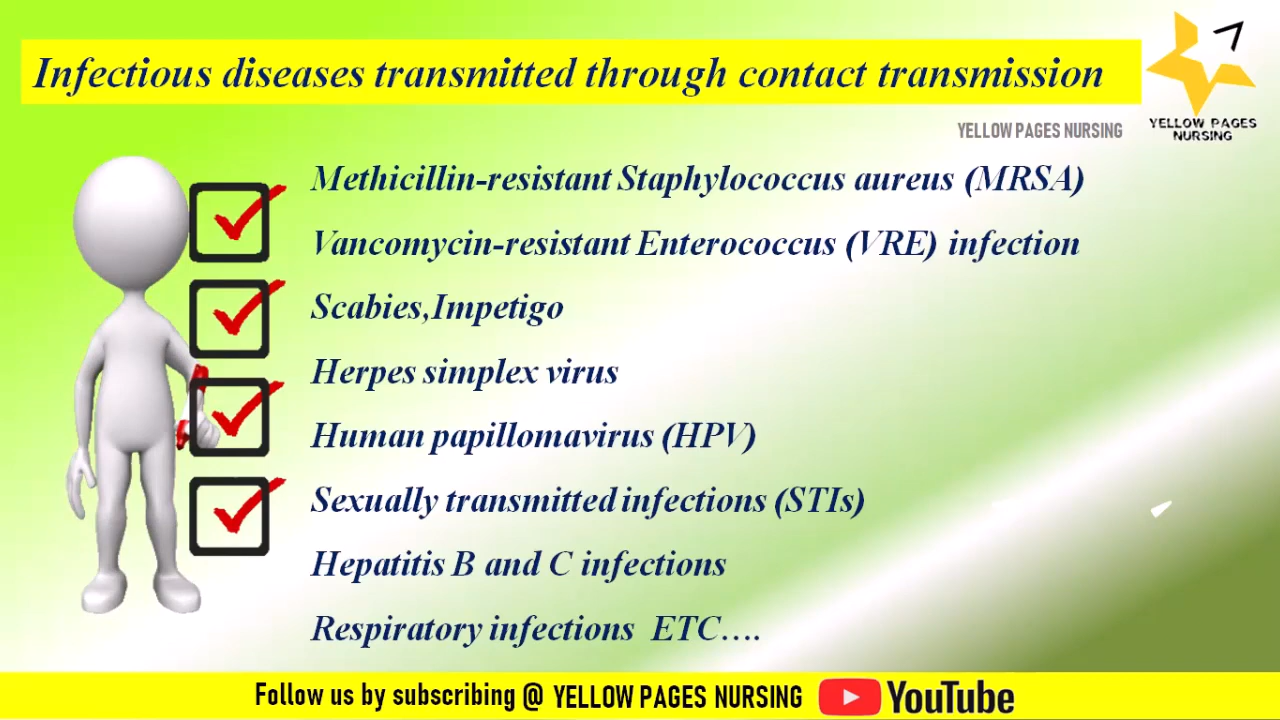 Infectious diseases transmitted through contact transmission
YELLOW PAGES NURSING
YELLOW PAGES
NURSING
Methicillin-resistant Staphylococcus aureus (MRSA)
Vancomycin-resistant Enterococcus (VRE) infection
Scabies,Impetigo
Herpes simplex virus
Human papillomavirus (HPV)
Sexually transmitted infections (STIs)
Hepatitis B and C infections
Respiratory infections ETC....
Follow us by subscribing @ YELLOW PAGES NURSING YouTube